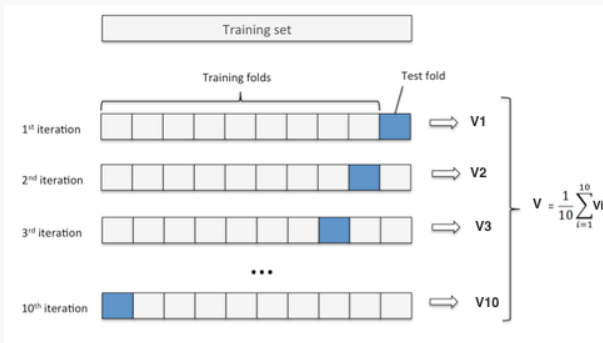 Training set
Training folds
Test fold
1st iteration
V1
2nd iteration
V2
V = 1/10 10∑i=1 Vi
3rd iteration
V3
...
10th iteration
V10